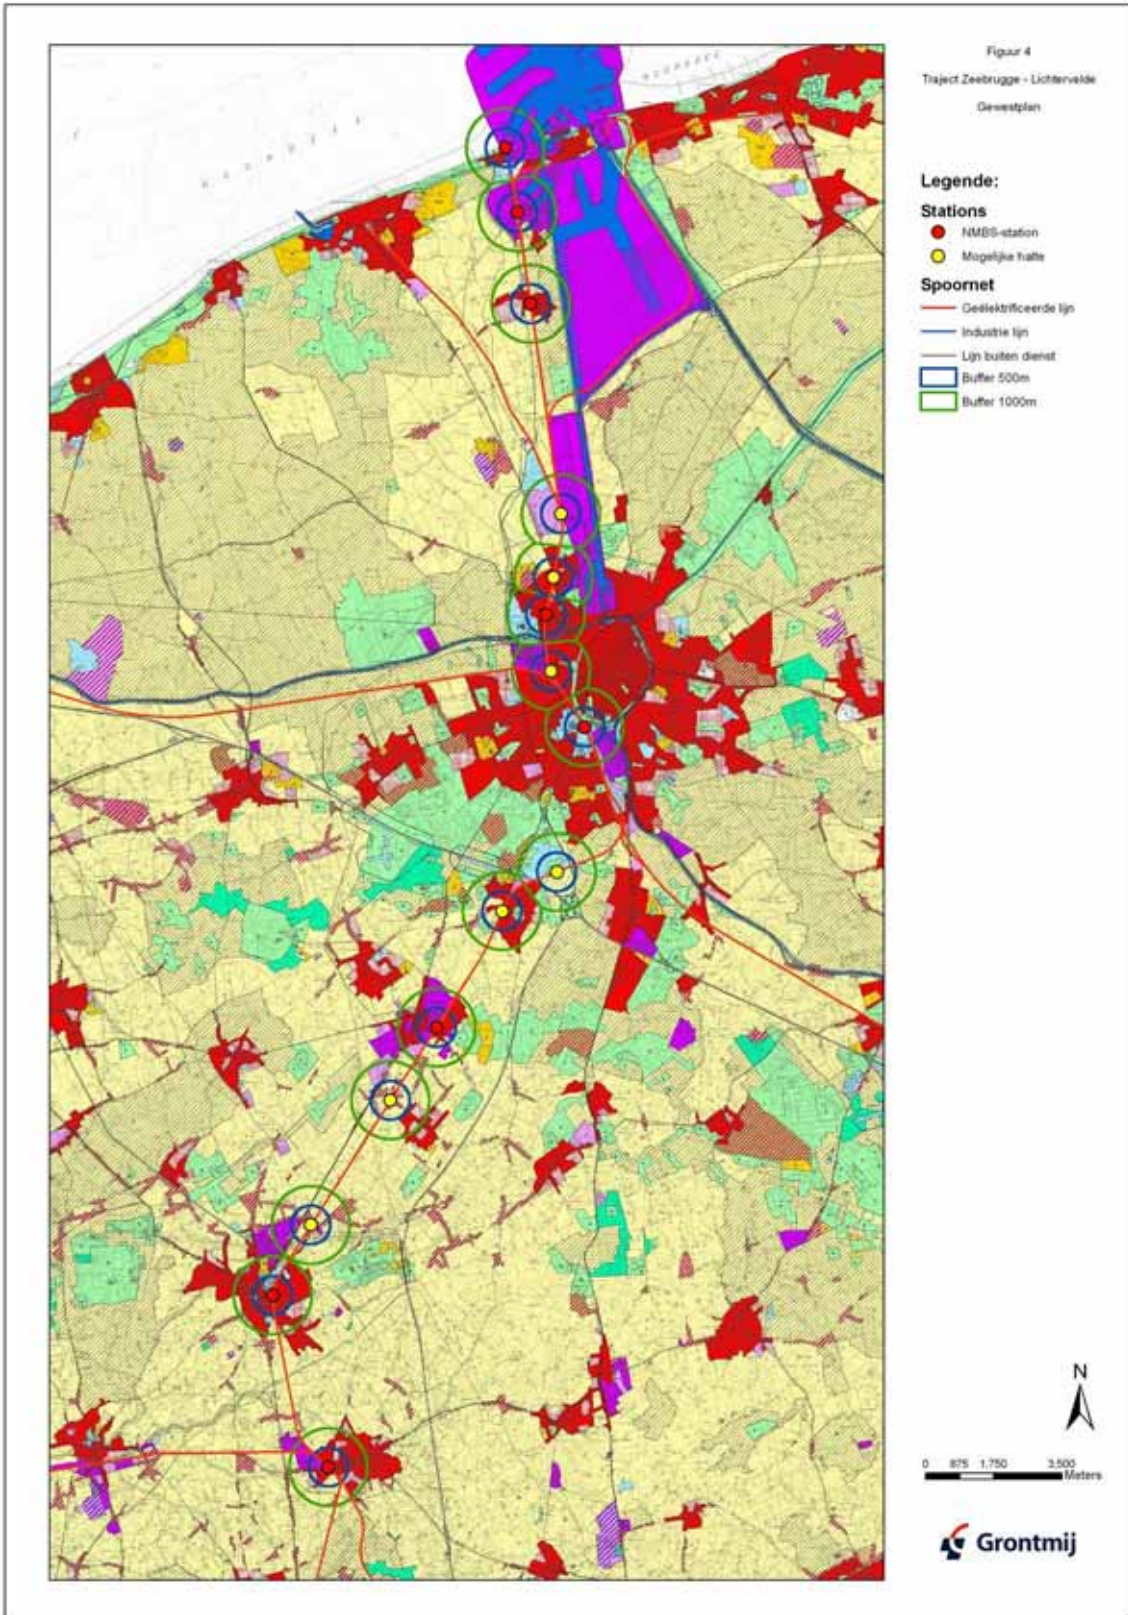 Figuur 4
Traject Zeebrugge - Lichtervelde
Gewestplan
Legende:
Stations
NMBS-station
Mogelijke halte
Spoornet
Geëlektrificeerde lijn
Industrie lijn
Lijn buiten dienst
Buffer 500m
Buffer 1000m
NOORDZEE
N
0 875 1.750 3.500
Meters
Grontmij